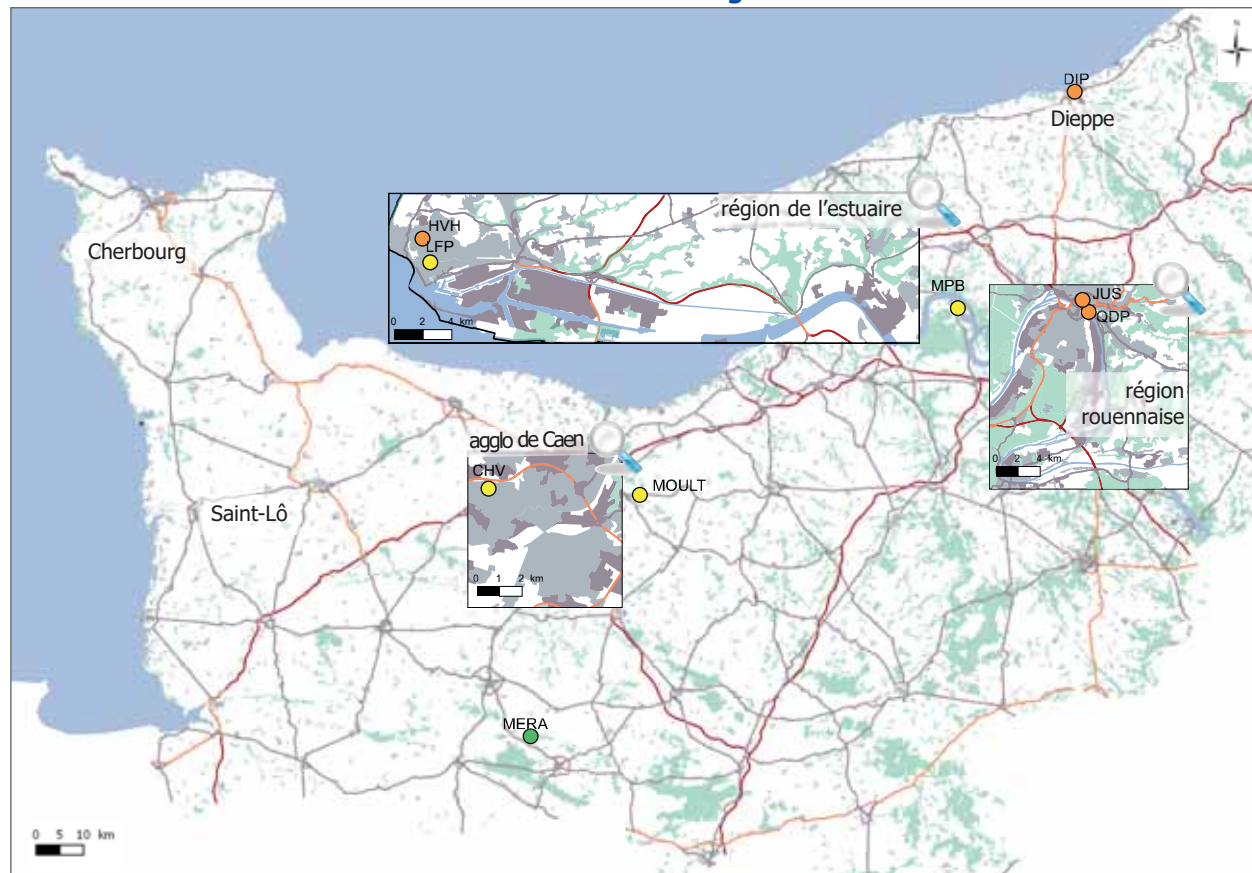 N
DIP
Dieppe
région de l'estuaire
HVH
LFP
Cherbourg
0 2 4 km
MPB
JUS
QDP
région
rouennaise
0 2 4 km
agglo de Caen
CHV
MOULT
Saint-Lô
0 1 2 km
MERA
0 5 10 km